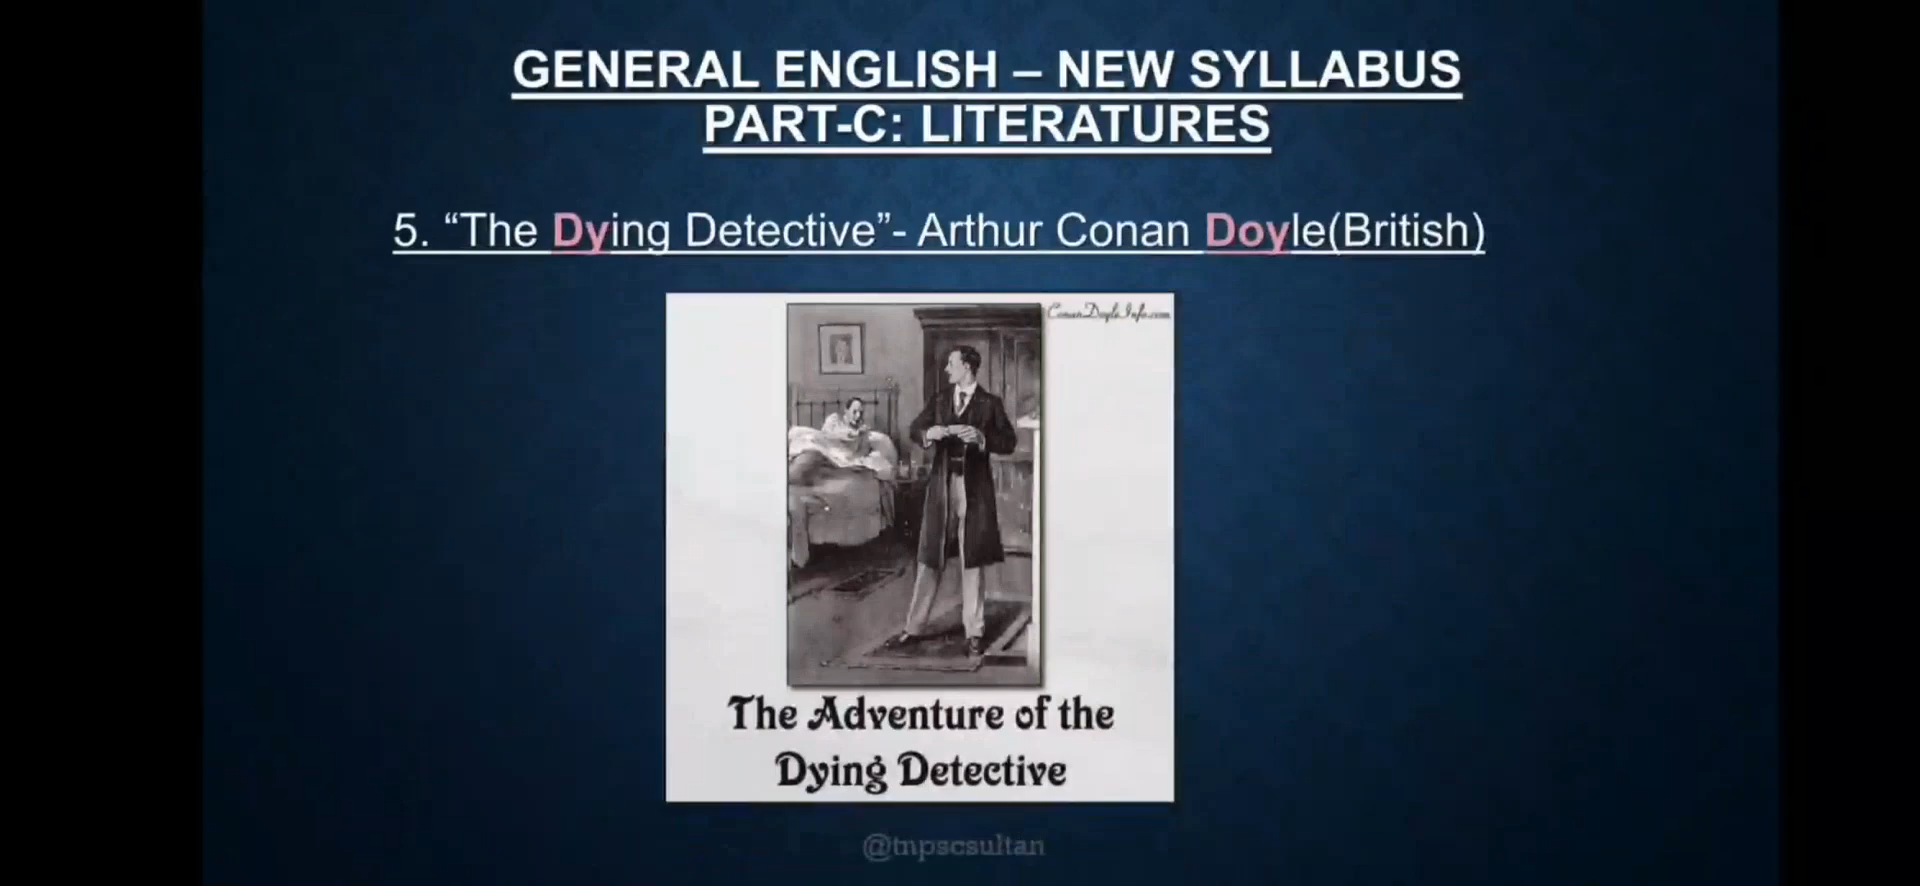 GENERAL ENGLISH – NEW SYLLABUS
PART-C: LITERATURES
5. “The Dying Detective”- Arthur Conan Doyle(British)
ConanDoyleInfo.com
The Adventure of the
Dying Detective
@tnpscsultan